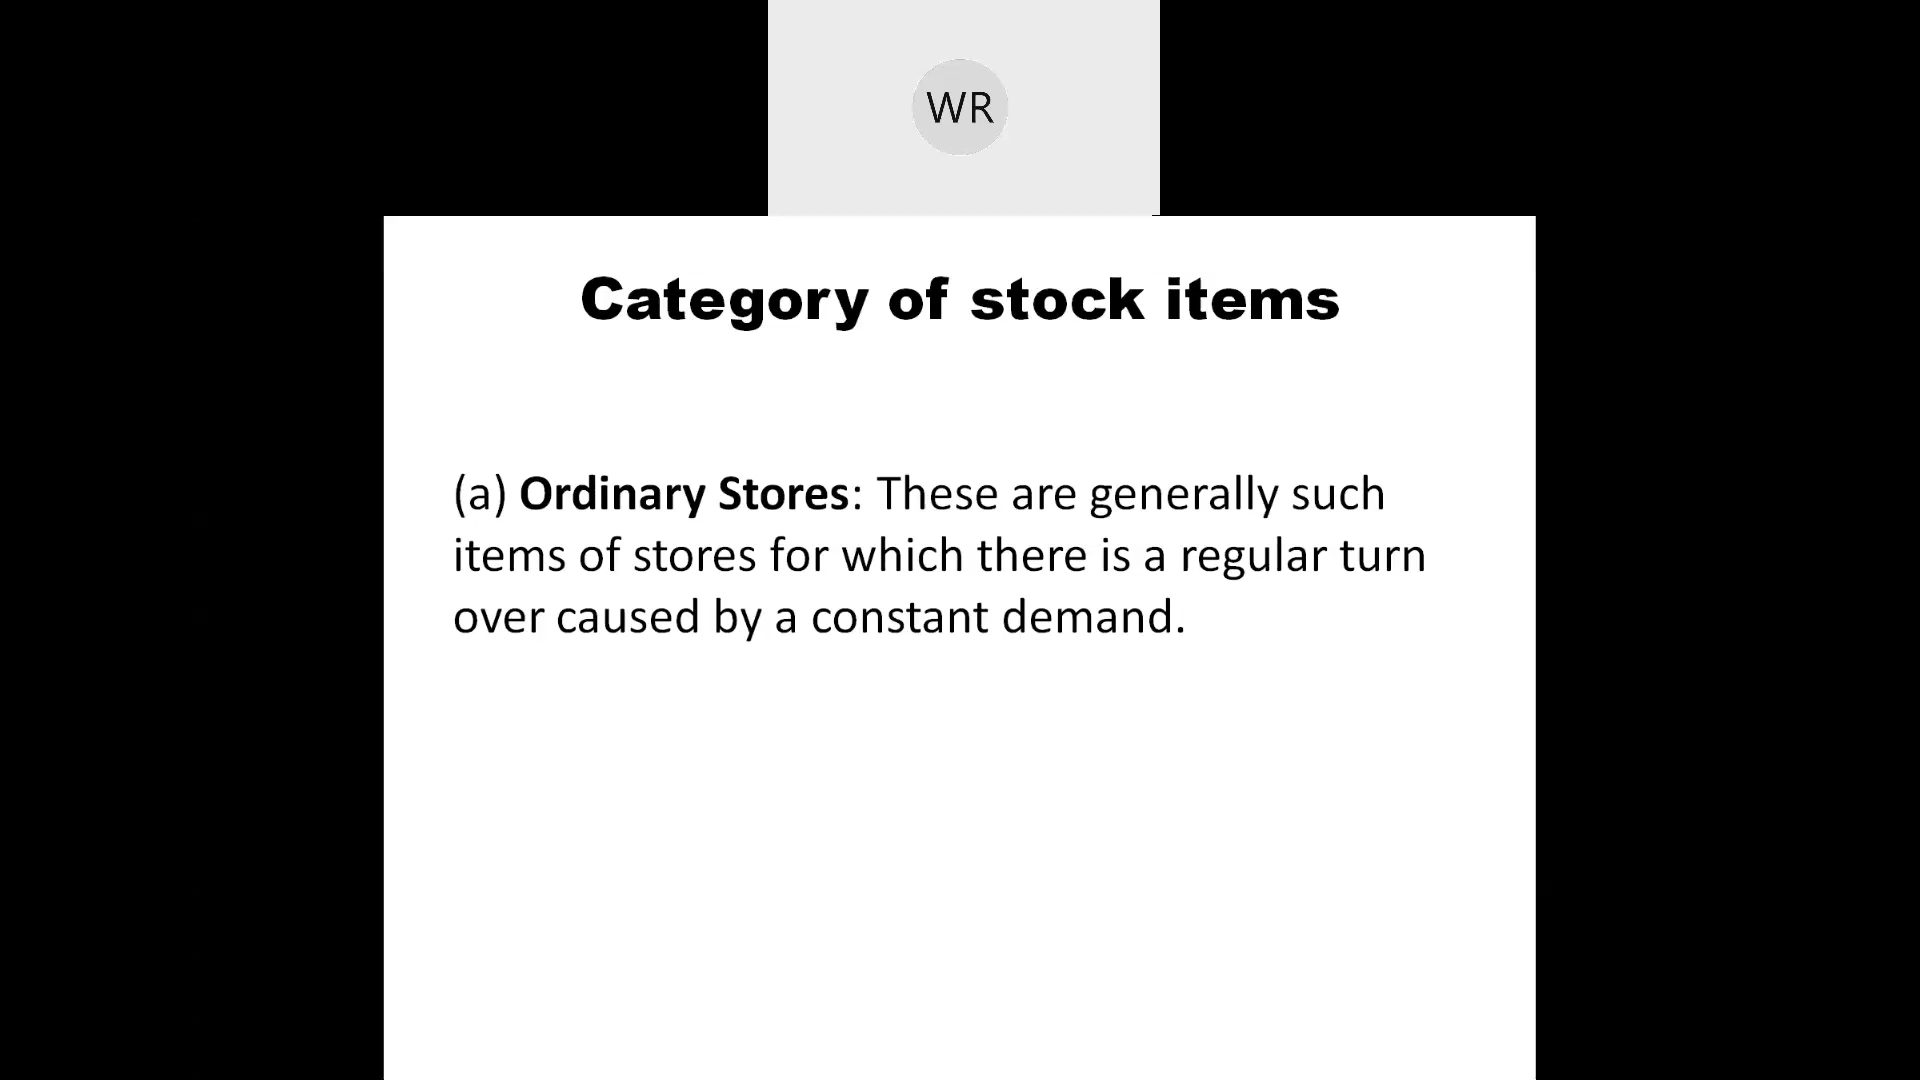 WR
Category of stock items
(a) Ordinary Stores: These are generally such
items of stores for which there is a regular turn
over caused by a constant demand.